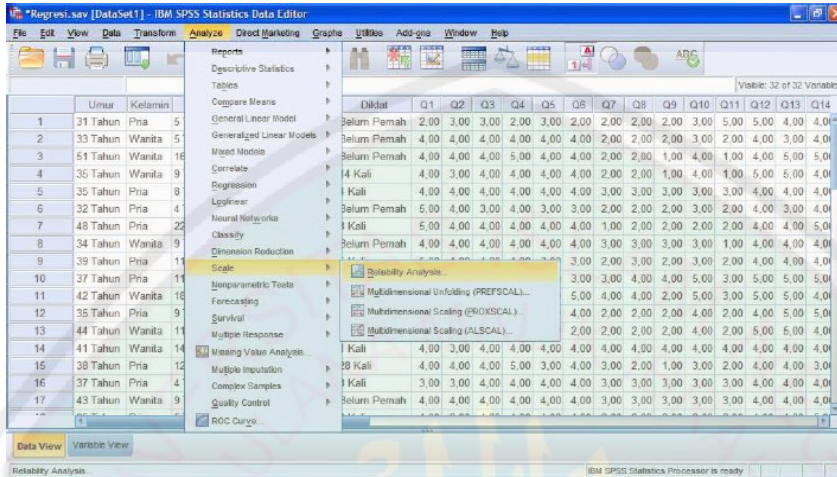 *Regresi.sav [DataSet1] - IBM SPSS Statistics Data Editor
File Edit View Data Transform Analyze Direct Marketing Graphs Utilities Add-ons Window Help
Reports
Descriptive Statistics
Tables
Compare Means
General Linear Model
Generalized Linear Models
Mixed Models
Correlate
Regression
Loglinear
Neural Networks
Classify
Dimension Reduction
Scale
Nonparametric Tests
Forecasting
Survival
Multiple Response
Missing Value Analysis...
Multiple Imputation
Complex Samples
Quality Control
ROC Curve...
Reliability Analysis...
Multidimensional Unfolding (PREFSCAL)...
Multidimensional Scaling (PROXSCAL)...
Multidimensional Scaling (ALSCAL)...
Visible: 32 of 32 Variable
Umur Kelamin Diklat Q1 Q2 Q3 Q4 Q5 Q6 Q7 Q8 Q9 Q10 Q11 Q12 Q13 Q14
1 31 Tahun Pria 5 Belum Pernah 2,00 3,00 3,00 2,00 3,00 2,00 2,00 2,00 2,00 3,00 5,00 5,00 4,00
2 33 Tahun Wanita 5 Belum Pernah 4,00 4,00 4,00 4,00 4,00 4,00 2,00 2,00 2,00 3,00 2,00 4,00 3,00
3 51 Tahun Wanita 16 Belum Pernah 4,00 4,00 4,00 5,00 4,00 4,00 2,00 2,00 1,00 4,00 1,00 4,00 5,00
4 35 Tahun Wanita 9 14 Kali 4,00 3,00 4,00 4,00 4,00 4,00 2,00 2,00 1,00 4,00 1,00 5,00 5,00
5 35 Tahun Pria 8 Kali 4,00 4,00 4,00 4,00 4,00 3,00 3,00 3,00 3,00 3,00 3,00 4,00 4,00
6 32 Tahun Pria 4 Belum Pernah 5,00 4,00 3,00 4,00 3,00 3,00 2,00 2,00 3,00 3,00 2,00 4,00 3,00
7 48 Tahun Pria 22 Kali 5,00 4,00 4,00 4,00 4,00 4,00 1,00 2,00 2,00 2,00 2,00 4,00 4,00
8 34 Tahun Wanita 9 Belum Pernah 4,00 4,00 4,00 4,00 4,00 3,00 3,00 3,00 2,00 3,00 1,00 4,00 4,00
9 39 Tahun Pria 11 3,00 2,00 3,00 2,00 3,00 2,00 4,00 4,00
10 37 Tahun Pria 11 3,00 3,00 4,00 4,00 5,00 3,00 5,00 5,00
11 42 Tahun Wanita 18 5,00 4,00 4,00 2,00 5,00 3,00 5,00 5,00
12 35 Tahun Pria 9 4,00 2,00 2,00 2,00 4,00 2,00 4,00 4,00
13 44 Tahun Wanita 11 2,00 2,00 2,00 2,00 4,00 2,00 5,00 5,00
14 41 Tahun Wanita 14 Kali 4,00 3,00 4,00 4,00 4,00 4,00 4,00 4,00 4,00 4,00 4,00 4,00 4,00
15 38 Tahun Pria 12 28 Kali 4,00 4,00 4,00 5,00 3,00 4,00 3,00 2,00 1,00 3,00 2,00 4,00 4,00
16 37 Tahun Pria 4 Kali 3,00 3,00 4,00 4,00 4,00 4,00 3,00 3,00 3,00 3,00 3,00 3,00 4,00
17 43 Tahun Wanita 9 Belum Pernah 4,00 4,00 4,00 4,00 4,00 4,00 3,00 3,00 3,00 3,00 3,00 4,00 4,00
Data View Variable View
Reliability Analysis... IBM SPSS Statistics Processor is ready